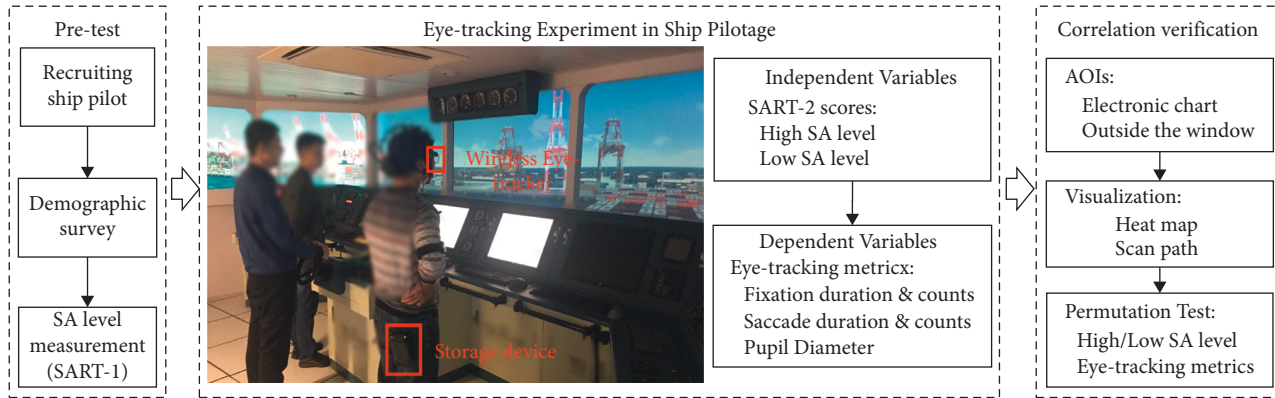 Pre-test
Recruiting
ship pilot
Demographic
survey
SA level
measurement
(SART-1)
Eye-tracking Experiment in Ship Pilotage
Wireless Eye-
tracker
Storage device
Independent Variables
SART-2 scores:
High SA level
Low SA level
Dependent Variables
Eye-tracking metricx:
Fixation duration & counts
Saccade duration & counts
Pupil Diameter
Correlation verification
AOIs:
Electronic chart
Outside the window
Visualization:
Heat map
Scan path
Permutation Test:
High/Low SA level
Eye-tracking metrics